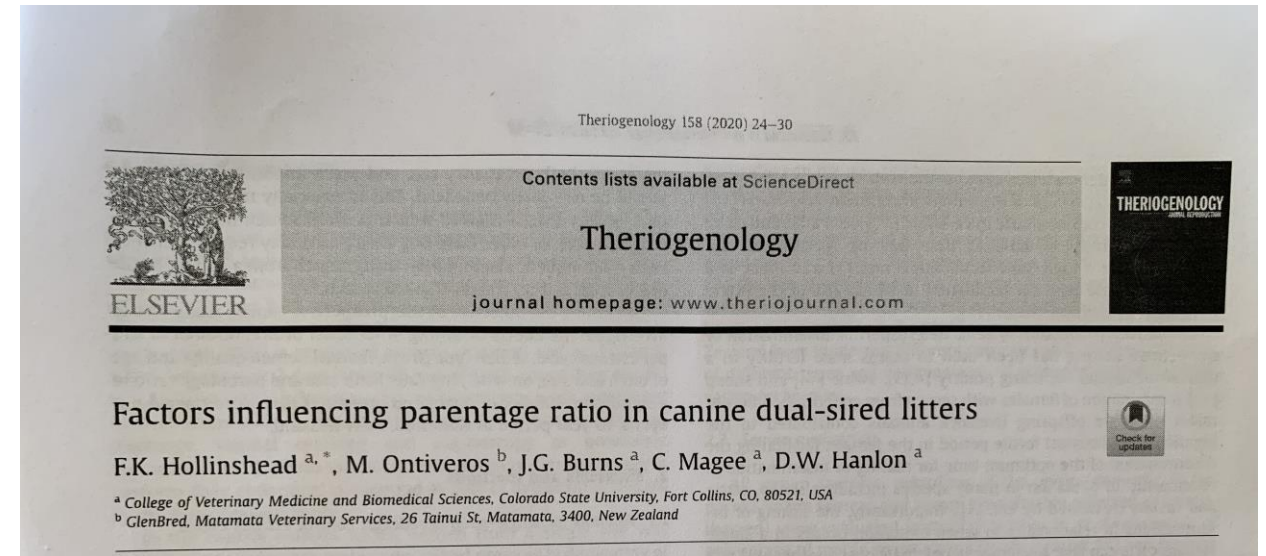 Theriogenology 158 (2020) 24–30
Contents lists available at ScienceDirect
Theriogenology
journal homepage: www.theriojournal.com
ELSEVIER
THERIOGENOLOGY
Factors influencing parentage ratio in canine dual-sired litters
Check for
updates
F.K. Hollinshead a, *, M. Ontiveros b, J.G. Burns a, C. Magee a, D.W. Hanlon a
a College of Veterinary Medicine and Biomedical Sciences, Colorado State University, Fort Collins, CO, 80521, USA
b GlenBred, Matamata Veterinary Services, 26 Tainui St, Matamata, 3400, New Zealand